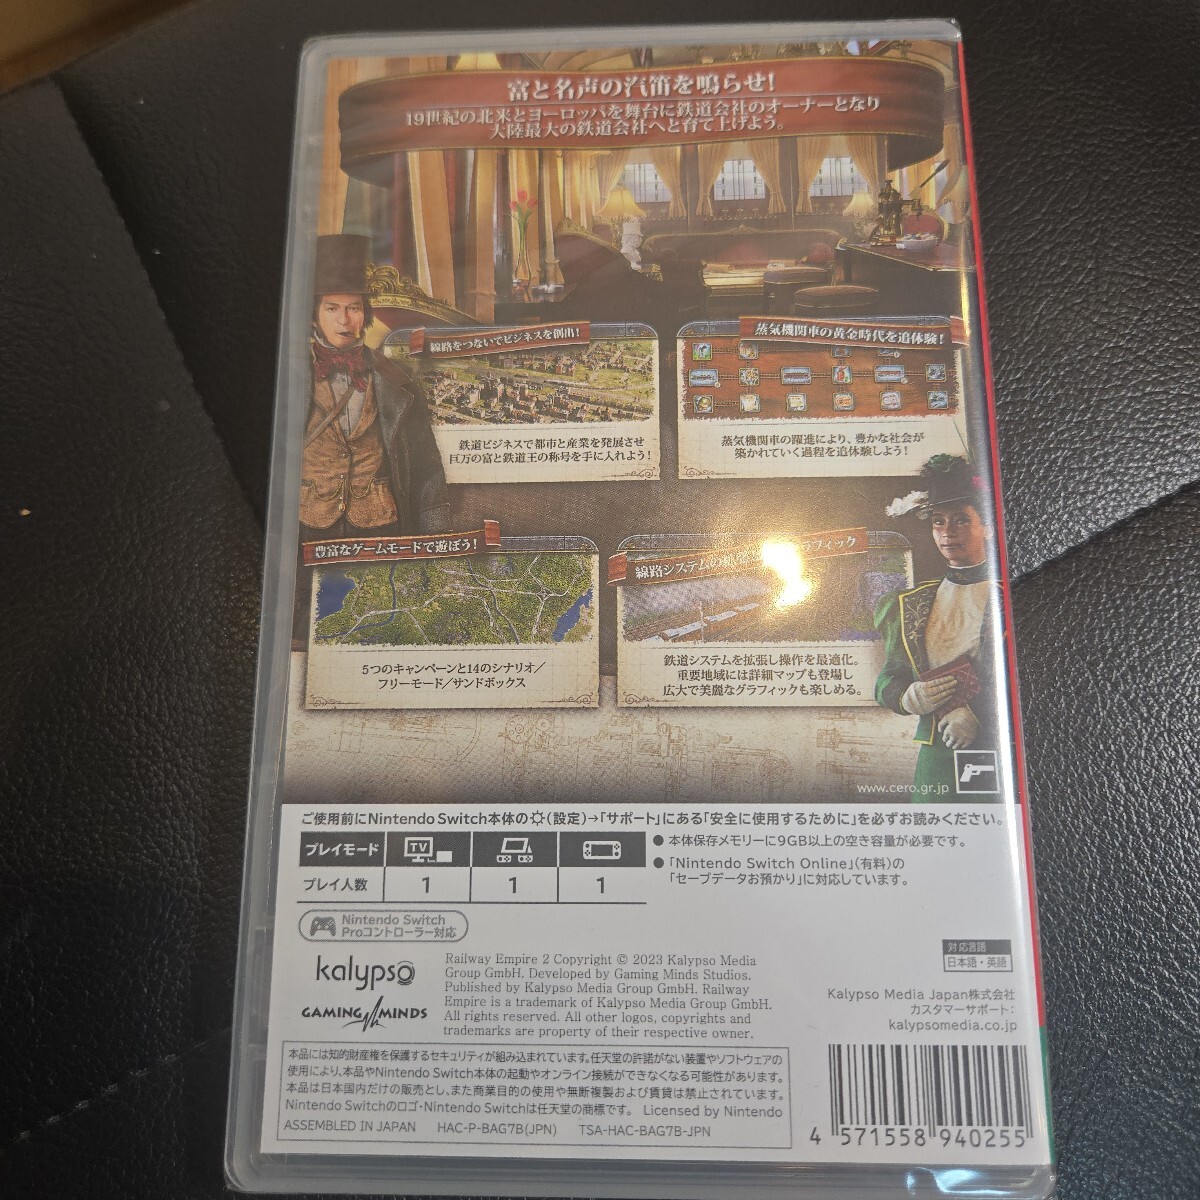 富と名声の汽笛を鳴らせ!
19世紀の北米とヨーロッパを舞台に鉄道会社のオーナーとなり
大陸最大の鉄道会社へと育て上げよう。
線路をつないでビジネスを創出!
鉄道ビジネスで都市と産業を発展させ
巨万の富と鉄道王の称号を手に入れよう!
蒸気機関車の黄金時代を追体験!
蒸気機関車の躍進により、豊かな社会が
築かれていく過程を追体験しよう!
豊富なゲームモードで遊ぼう!
5つのキャンペーンと14のシナリオ/
フリーモード/サンドボックス
線路システムの グラフィック
鉄道システムを拡張し操作を最適化。
重要地域には詳細マップも登場し
広大で美麗なグラフィックも楽しめる。
www.cero.gr.jp
ご使用前にNintendo Switch本体の(設定)→「サポート」にある「安全に使用するために」を必ずお読みください。
プレイモード TV
プレイ人数 1 1 1
●本体保存メモリーに9GB以上の空き容量が必要です。
●「Nintendo Switch Online」(有料)の
「セーブデータお預かり」に対応しています。
Nintendo Switch
Proコントローラー対応
kalypso
GAMING MINDS
Railway Empire 2 Copyright © 2023 Kalypso Media
Group GmbH. Developed by Gaming Minds Studios.
Published by Kalypso Media Group GmbH. Railway
Empire is a trademark of Kalypso Media Group GmbH.
All rights reserved. All other logos, copyrights and
trademarks are property of their respective owner.
対応言語
日本語・英語
Kalypso Media Japan株式会社
カスタマーサポート:
kalypsomedia.co.jp
本品には知的財産権を保護するセキュリティが組み込まれています。任天堂の許諾がない装置やソフトウェアの
使用により、本品やNintendo Switch本体の起動やオンライン接続ができなくなる可能性があります。
本品は日本国内だけの販売とし、また商業目的の使用や無断複製および賃貸は禁止されています。
Nintendo Switchのロゴ・Nintendo Switchは任天堂の商標です。 Licensed by Nintendo
ASSEMBLED IN JAPAN HAC-P-BAG7B(JPN) TSA-HAC-BAG7B-JPN
4 571558 940255